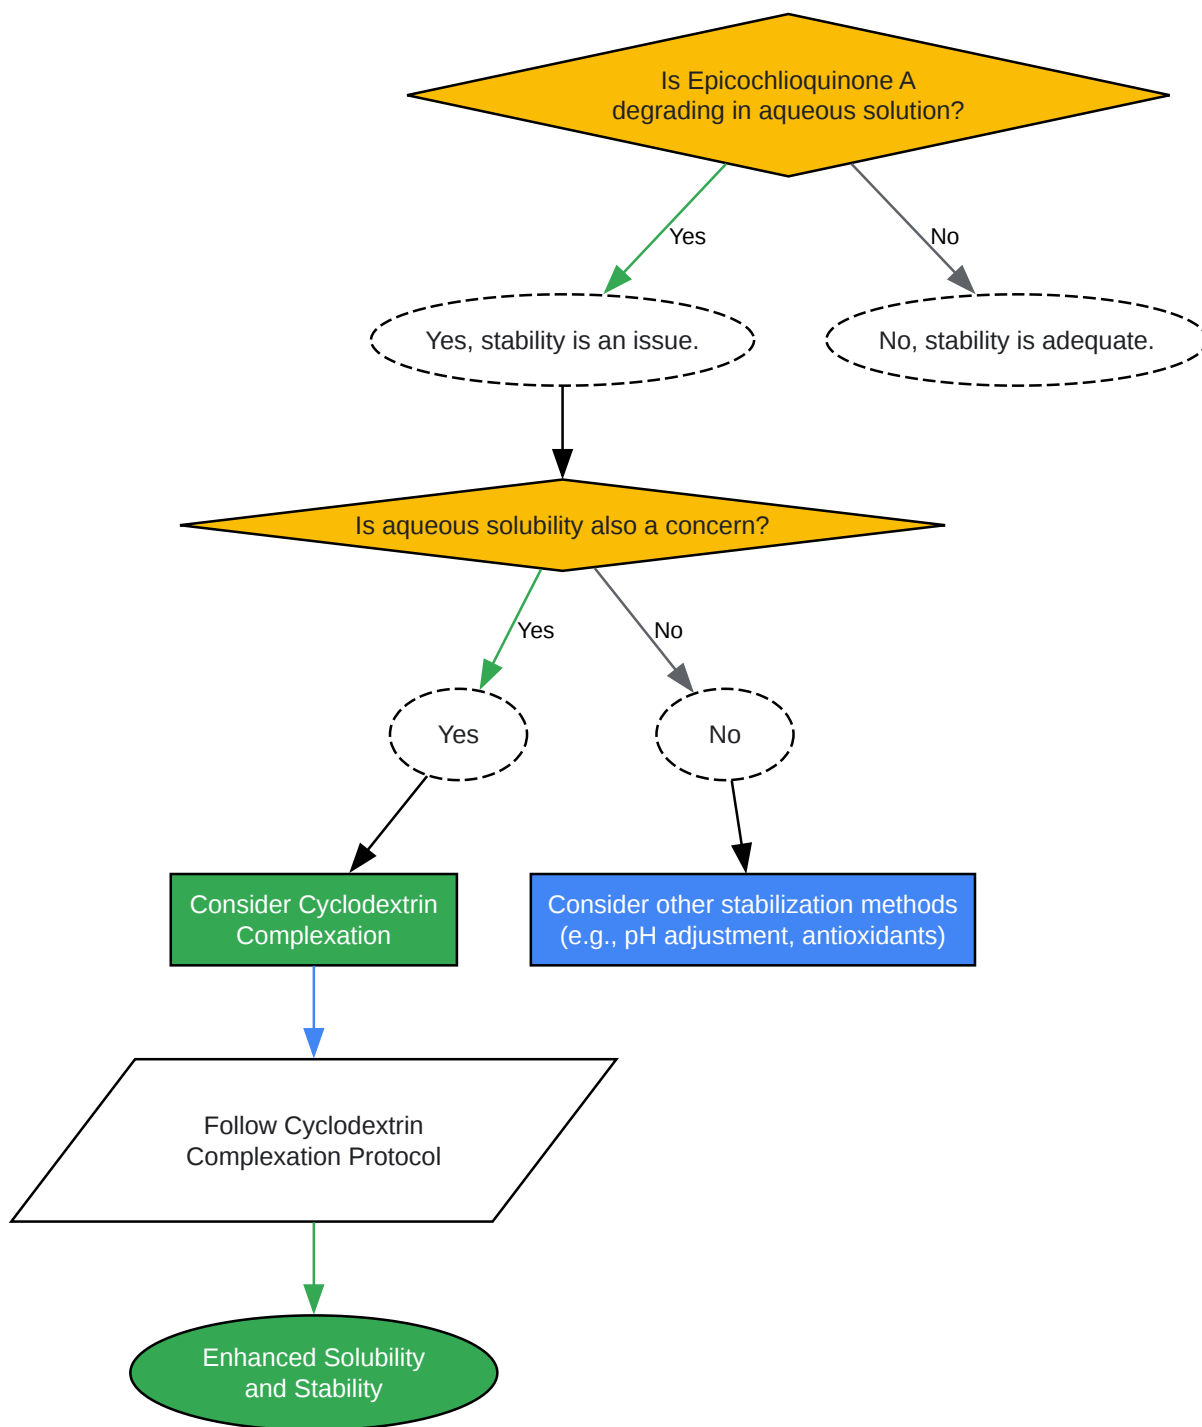 Is Epicochlioquinone A
degrading in aqueous solution?
Yes
No
Yes, stability is an issue.
No, stability is adequate.
Is aqueous solubility also a concern?
Yes
No
Yes
No
Consider Cyclodextrin
Complexation
Consider other stabilization methods
(e.g., pH adjustment, antioxidants)
Follow Cyclodextrin
Complexation Protocol
Enhanced Solubility
and Stability